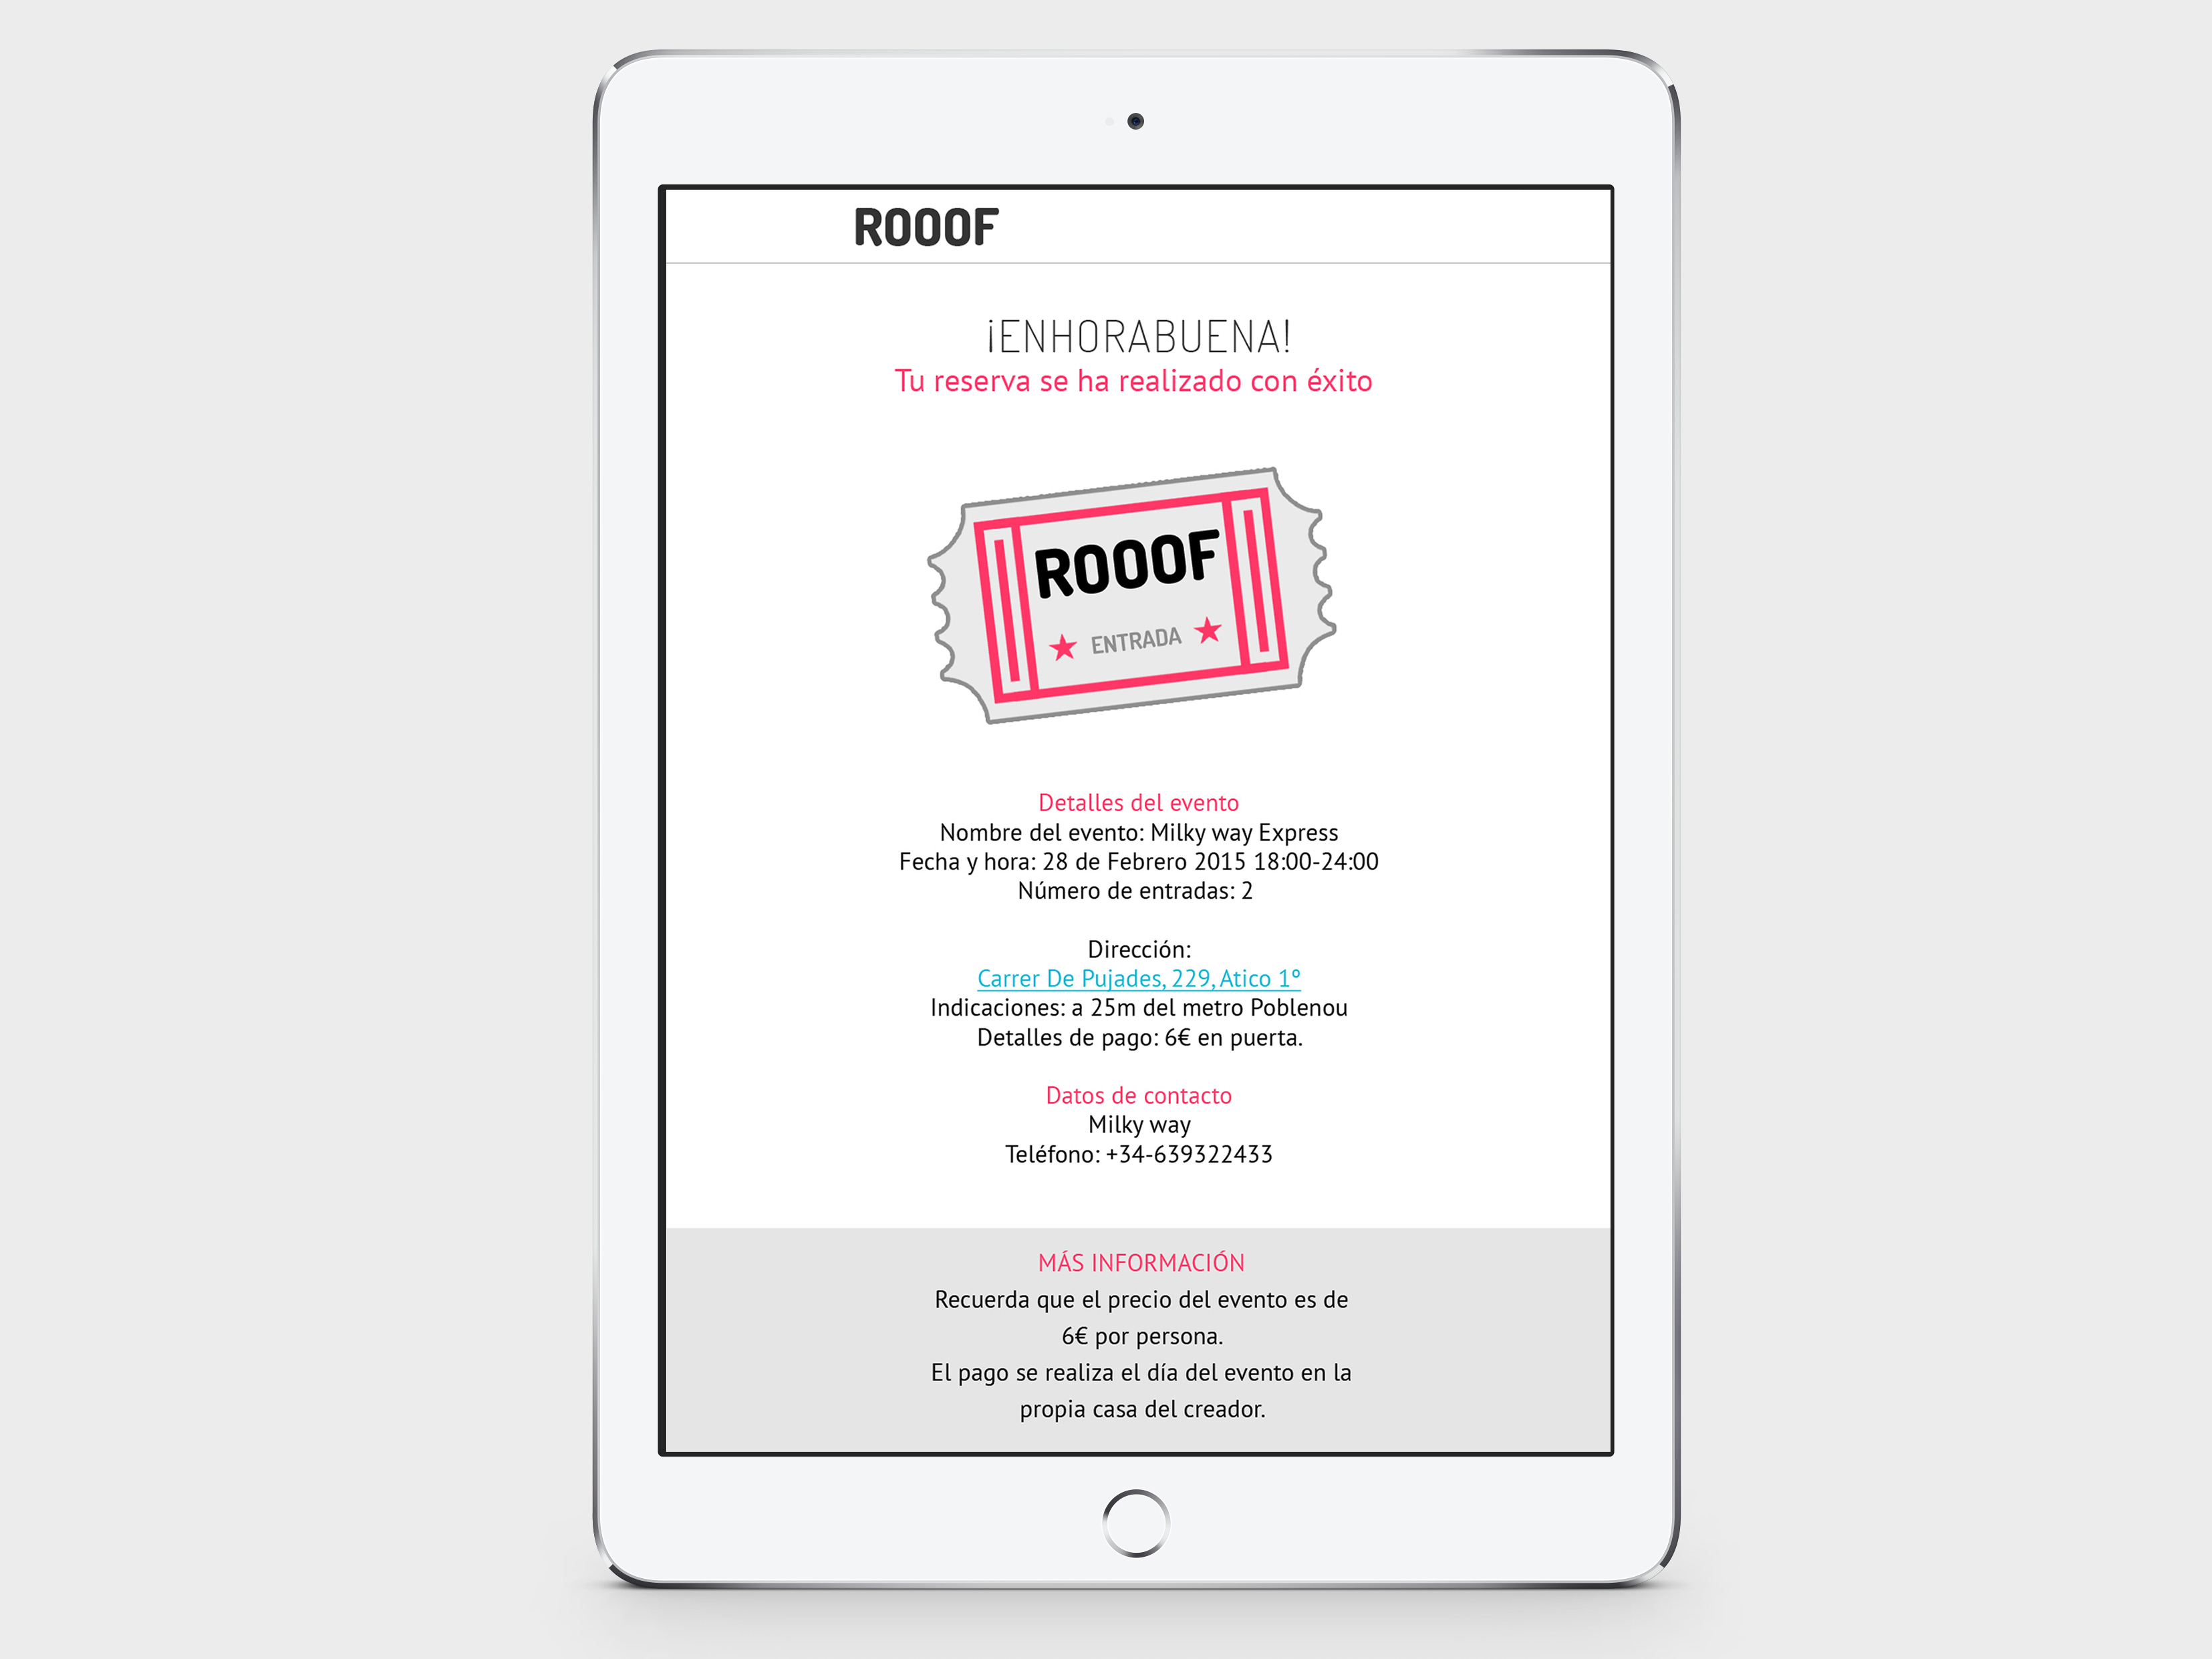 ROOOF
¡ENHORABUENA!
Tu reserva se ha realizado con éxito
ROOOF
★ ENTRADA ★
Detalles del evento
Nombre del evento: Milky way Express
Fecha y hora: 28 de Febrero 2015 18:00-24:00
Número de entradas: 2
Dirección:
Carrer De Pujades, 229, Atico 1º
Indicaciones: a 25m del metro Poblenou
Detalles de pago: 6€ en puerta.
Datos de contacto
Milky way
Teléfono: +34-639322433
MÁS INFORMACIÓN
Recuerda que el precio del evento es de
6€ por persona.
El pago se realiza el día del evento en la
propia casa del creador.